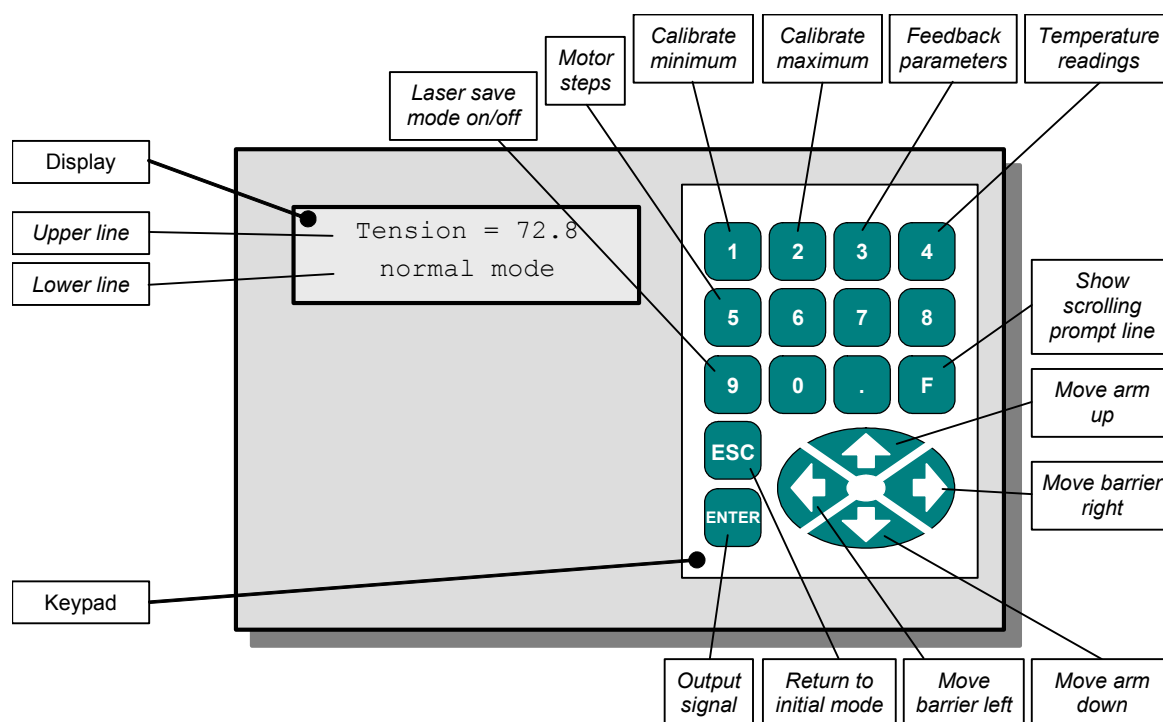 Calibrate
minimum
Calibrate
maximum
Feedback
parameters
Temperature
readings
Motor
steps
Laser save
mode on/off
Display
Upper line
Lower line
Tension = 72.8
normal mode
1 2 3 4
5 6 7 8
9 0 . F
ESC
ENTER
Show
scrolling
prompt line
Move arm
up
Move barrier
right
Keypad
Output
signal
Return to
initial mode
Move
barrier left
Move arm
down